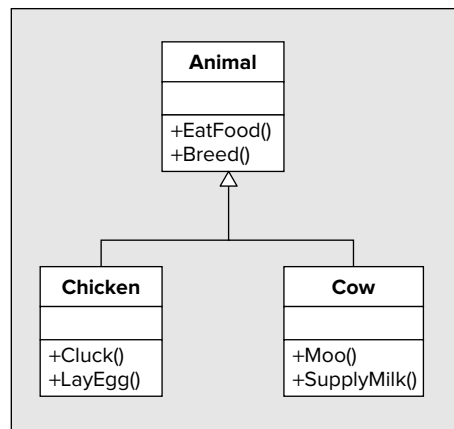 Animal
+EatFood()
+Breed()
Chicken
+Cluck()
+LayEgg()
Cow
+Moo()
+SupplyMilk()